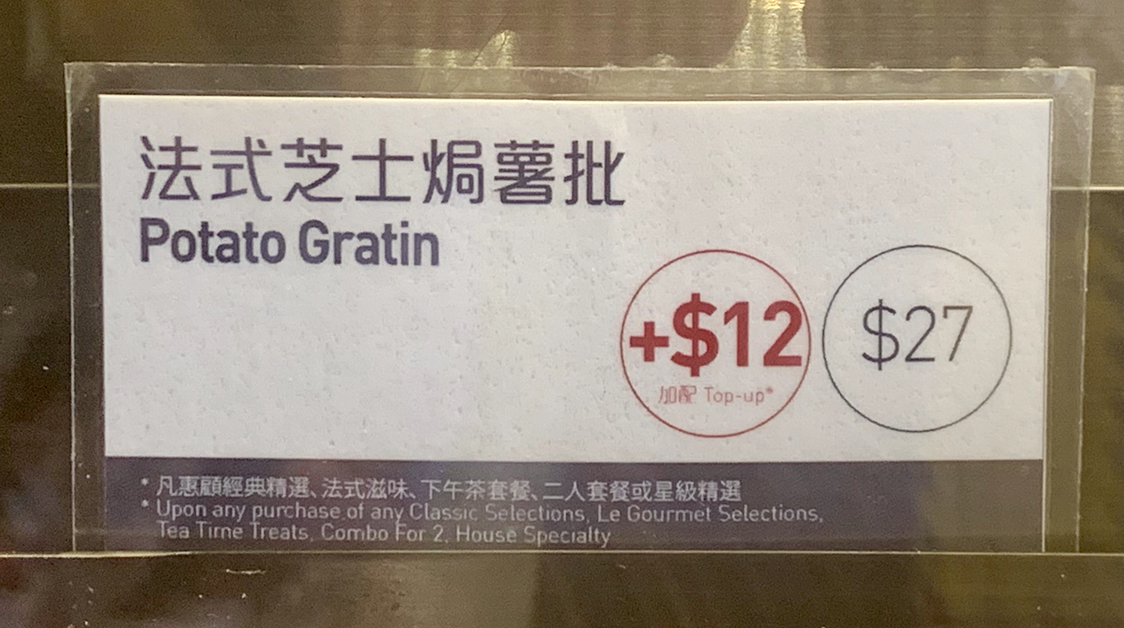 法式芝士焗薯批
Potato Gratin
+$12
加配 Top-up*
$27
* 凡惠顧經典精選、法式滋味、下午茶套餐、二人套餐或星級精選
* Upon any purchase of any Classic Selections, Le Gourmet Selections,
Tea Time Treats, Combo For 2, House Specialty